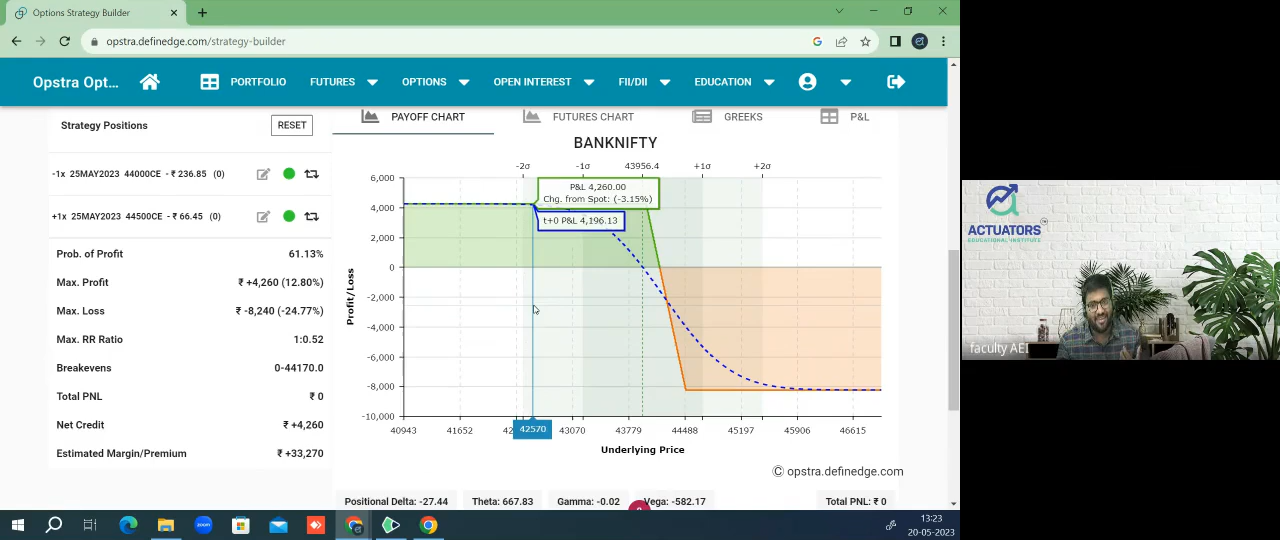 Options Strategy Builder
opstra.definedge.com/strategy-builder
Opstra Opt...
PORTFOLIO
FUTURES
OPTIONS
OPEN INTEREST
FII/DII
EDUCATION
Strategy Positions
RESET
PAYOFF CHART
FUTURES CHART
GREEKS
P&L
-1x 25MAY2023 44000CE - ₹ 236.85 (0)
+1x 25MAY2023 44500CE - ₹ 66.45 (0)
Prob. of Profit 61.13%
Max. Profit ₹ +4,260 (12.80%)
Max. Loss ₹ -8,240 (-24.77%)
Max. RR Ratio 1:0.52
Breakevens 0-44170.0
Total PNL ₹ 0
Net Credit ₹ +4,260
Estimated Margin/Premium ₹ +33,270
BANKNIFTY
-2σ -1σ 43956.4 +1σ +2σ
P&L 4,260.00
Chg. from Spot: (-3.15%)
t+0 P&L 4,196.13
6,000
4,000
2,000
0
-2,000
-4,000
-6,000
-8,000
-10,000
Profit/Loss
40943 41652 42570 43070 43779 44488 45197 45906 46615
Underlying Price
© opstra.definedge.com
Positional Delta: -27.44 Theta: 667.83 Gamma: -0.02 Vega: -582.17 Total PNL: ₹ 0
ACTUATORS
EDUCATIONAL INSTITUTE
faculty AEI
zoom
13:23
20-05-2023